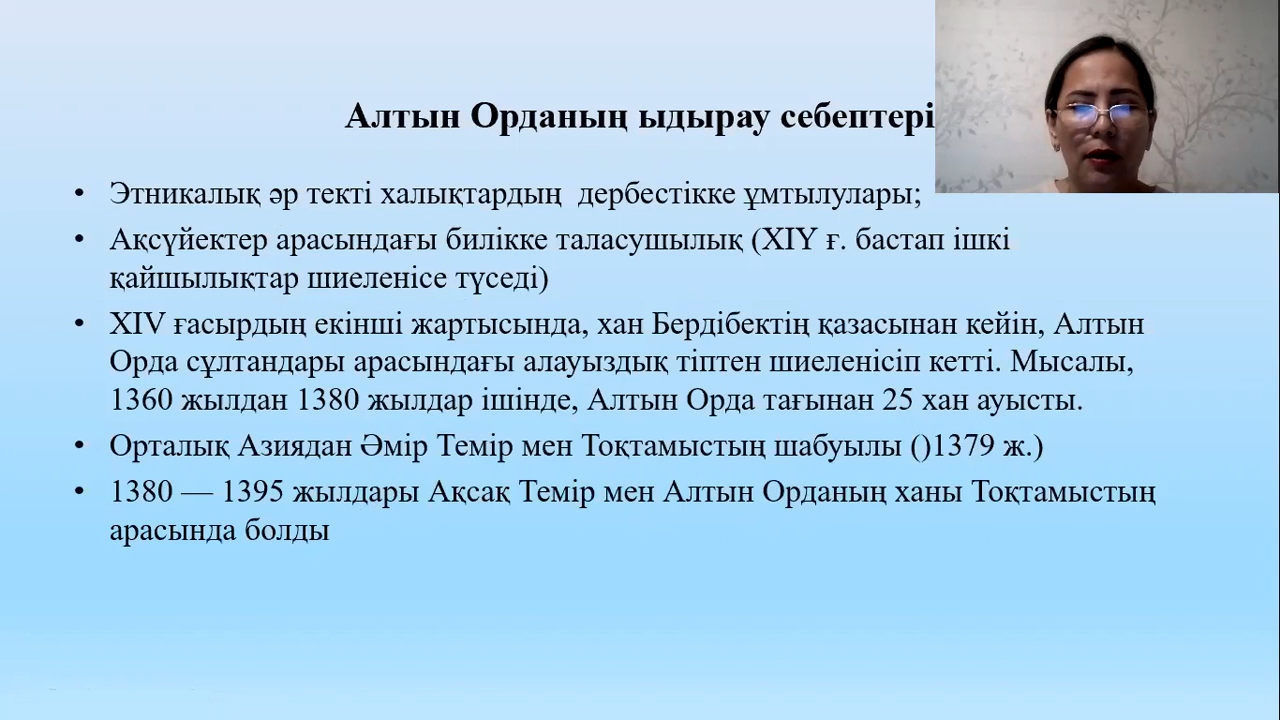 Алтын Орданың ыдырау себептері
• Этникалық әр текті халықтардың дербестікке ұмтылулары;
• Ақсүйектер арасындағы билікке таласушылық (XIY ғ. бастап ішкі
қайшылықтар шиеленісе түседі)
• XIV ғасырдың екінші жартысында, хан Бердібектің қазасынан кейін, Алтын
Орда сұлтандары арасындағы алауыздық тіптен шиеленісіп кетті. Мысалы,
1360 жылдан 1380 жылдар ішінде, Алтын Орда тағынан 25 хан ауысты.
• Орталық Азиядан Әмір Темір мен Тоқтамыстың шабуылы ()1379 ж.)
• 1380 — 1395 жылдары Ақсақ Темір мен Алтын Орданың ханы Тоқтамыстың
арасында болды